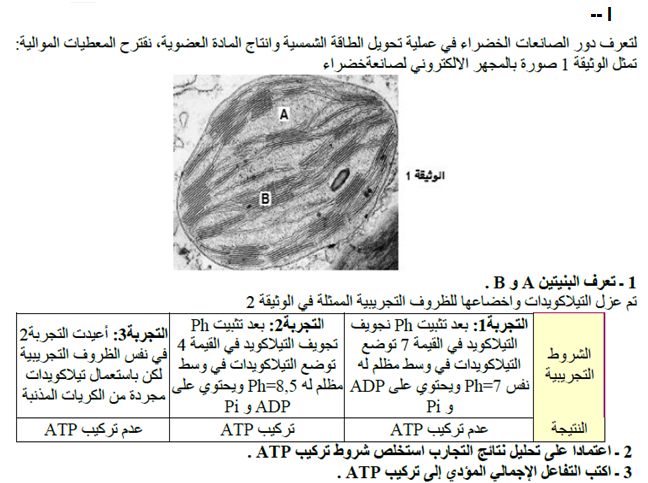 I --
لتعرف دور الصانعات الخضراء في عملية تحويل الطاقة الشمسية وانتاج المادة العضوية، نقترح المعطيات الموالية:
تمثل الوثيقة 1 صورة بالمجهر الالكتروني لصانعةخضراء
A
B
الوثيقة 1
1 - تعرف البنيتين A و B .
تم عزل التيلاكويدات واخضاعها للظروف التجريبية الممثلة في الوثيقة 2
الشروط
التجريبية
التجربة1: بعد تثبيت Ph نجويف
التيلاكويد في القيمة 7 توضع
التيلاكويدات في وسط مظلم له
نفس Ph=7 ويحتوي على ADP
و Pi
التجربة2: بعد تثبيت Ph
تجويف التيلاكويد في القيمة 4
توضع التيلاكويدات في وسط
مظلم له Ph=8,5 ويحتوي على
ADP و Pi
التجربة3: أعيدت التجربة2
في نفس الظروف التجريبية
لكن باستعمال تيلاكويدات
مجردة من الكريات المذنبة
النتيجة
عدم تركيب ATP
تركيب ATP
عدم تركيب ATP
2 - اعتمادا على تحليل نتائج التجارب استخلص شروط تركيب ATP .
3 - اكتب التفاعل الإجمالي المؤدي إلى تركيب ATP .